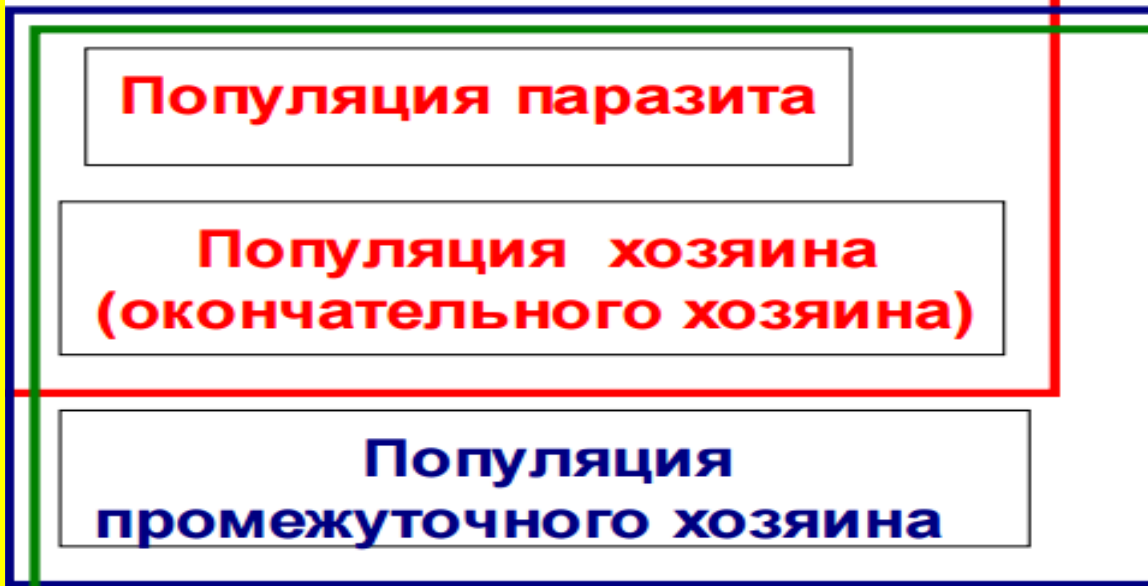 Популяция паразита
Популяция хозяина
(окончательного хозяина)
Популяция
промежуточного хозяина